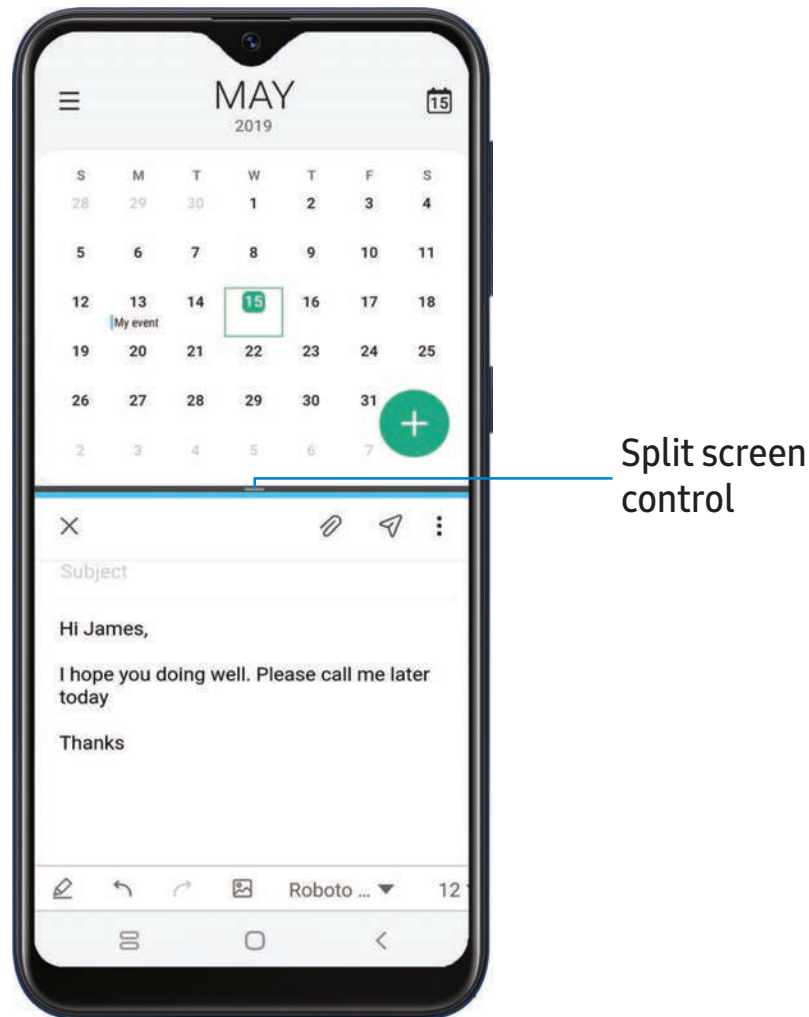 MAY
15
2019
S M T W T F S
28 29 30 1 2 3 4
5 6 7 8 9 10 11
12 13 14 15 16 17 18
My event
19 20 21 22 23 24 25
26 27 28 29 30 31
2 3 4 5 6 7
Split screen
control
Subject
Hi James,
I hope you doing well. Please call me later
today
Thanks
Roboto ... 12